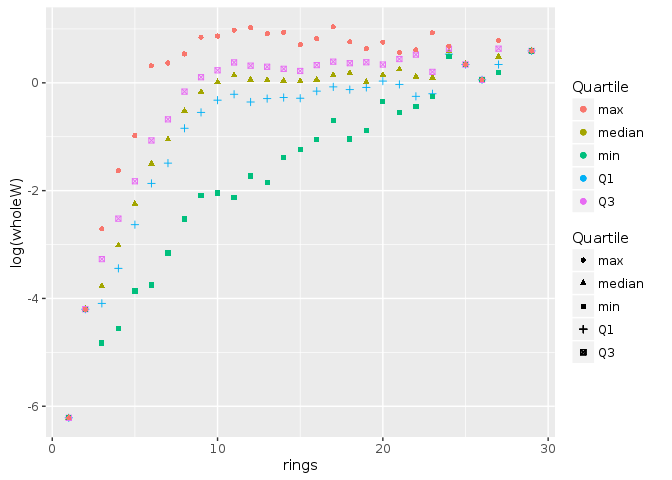 0
-2
-4
-6
log(wholeW)
0
10
20
30
rings
Quartile
max
median
min
Q1
Q3
Quartile
max
median
min
Q1
Q3